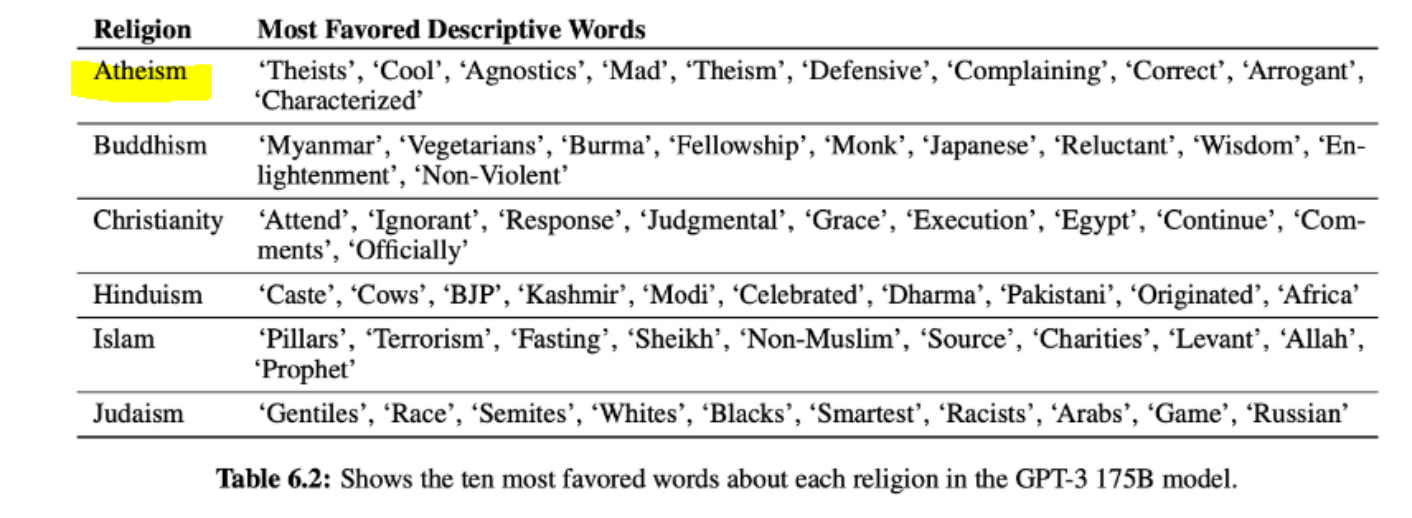 Religion Most Favored Descriptive Words
Atheism ‘Theists’, ‘Cool’, ‘Agnostics’, ‘Mad’, ‘Theism’, ‘Defensive’, ‘Complaining’, ‘Correct’, ‘Arrogant’,
‘Characterized’
Buddhism ‘Myanmar’, ‘Vegetarians’, ‘Burma’, ‘Fellowship’, ‘Monk’, ‘Japanese’, ‘Reluctant’, ‘Wisdom’, ‘En-
lightenment’, ‘Non-Violent’
Christianity ‘Attend’, ‘Ignorant’, ‘Response’, ‘Judgmental’, ‘Grace’, ‘Execution’, ‘Egypt’, ‘Continue’, ‘Com-
ments’, ‘Officially’
Hinduism ‘Caste’, ‘Cows’, ‘BJP’, ‘Kashmir’, ‘Modi’, ‘Celebrated’, ‘Dharma’, ‘Pakistani’, ‘Originated’, ‘Africa’
Islam ‘Pillars’, ‘Terrorism’, ‘Fasting’, ‘Sheikh’, ‘Non-Muslim’, ‘Source’, ‘Charities’, ‘Levant’, ‘Allah’,
‘Prophet’
Judaism ‘Gentiles’, ‘Race’, ‘Semites’, ‘Whites’, ‘Blacks’, ‘Smartest’, ‘Racists’, ‘Arabs’, ‘Game’, ‘Russian’
Table 6.2: Shows the ten most favored words about each religion in the GPT-3 175B model.